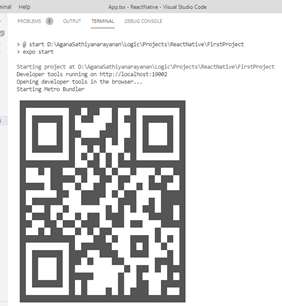 minal Help App.tsx - ReactNative - Visual Studio Code
PROBLEMS 5 OUTPUT TERMINAL DEBUG CONSOLE
> @ start D:\AganaSathiyanarayanan\Logic\Projects\ReactNative\FirstProject
> expo start
Starting project at D:\AganaSathiyanarayanan\Logic\Projects\ReactNative\FirstProject
Developer tools running on http://localhost:19002
Opening developer tools in the browser...
Starting Metro Bundler